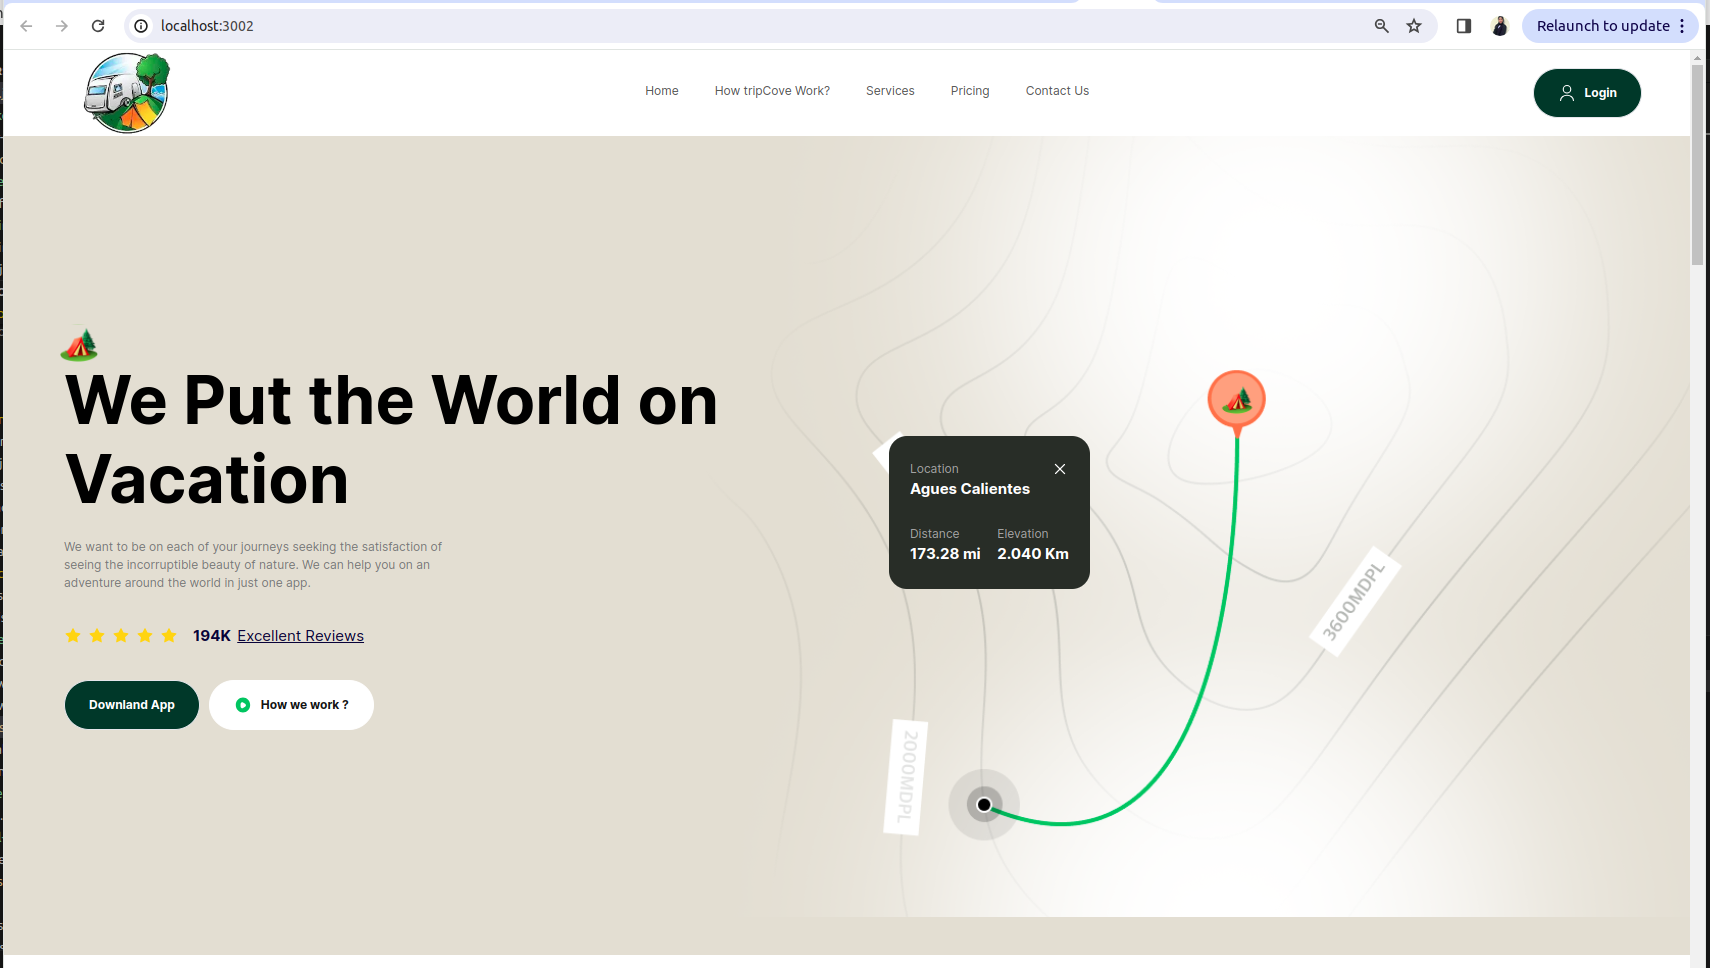 localhost:3002
Relaunch to update
Home
How tripCove Work?
Services
Pricing
Contact Us
Login
We Put the World on
Vacation
We want to be on each of your journeys seeking the satisfaction of
seeing the incorruptible beauty of nature. We can help you on an
adventure around the world in just one app.
194K Excellent Reviews
Downland App
How we work ?
Location
Agues Calientes
Distance
Elevation
173.28 mi
2.040 Km
3600MDPL
2000MDPL